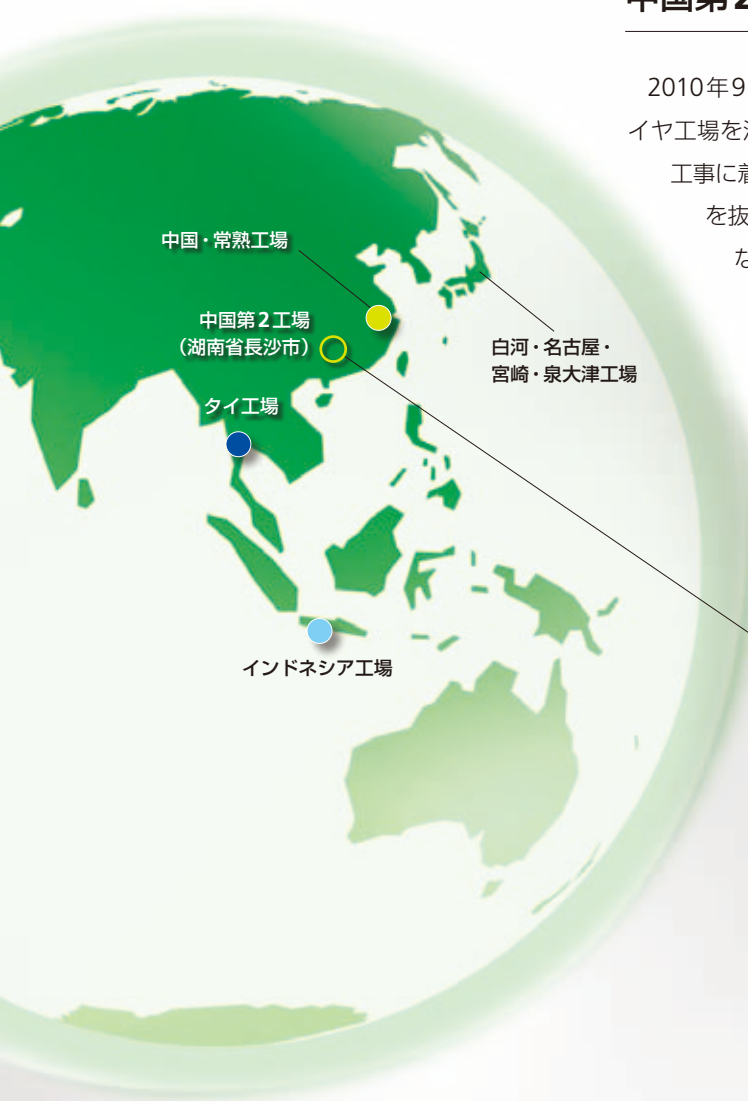 中国第2
2010年9
イヤ工場を
工事に着
を抜
な
中国・常熟工場
中国第2工場
（湖南省長沙市）
白河・名古屋・
宮崎・泉大津工場
タイ工場
インドネシア工場